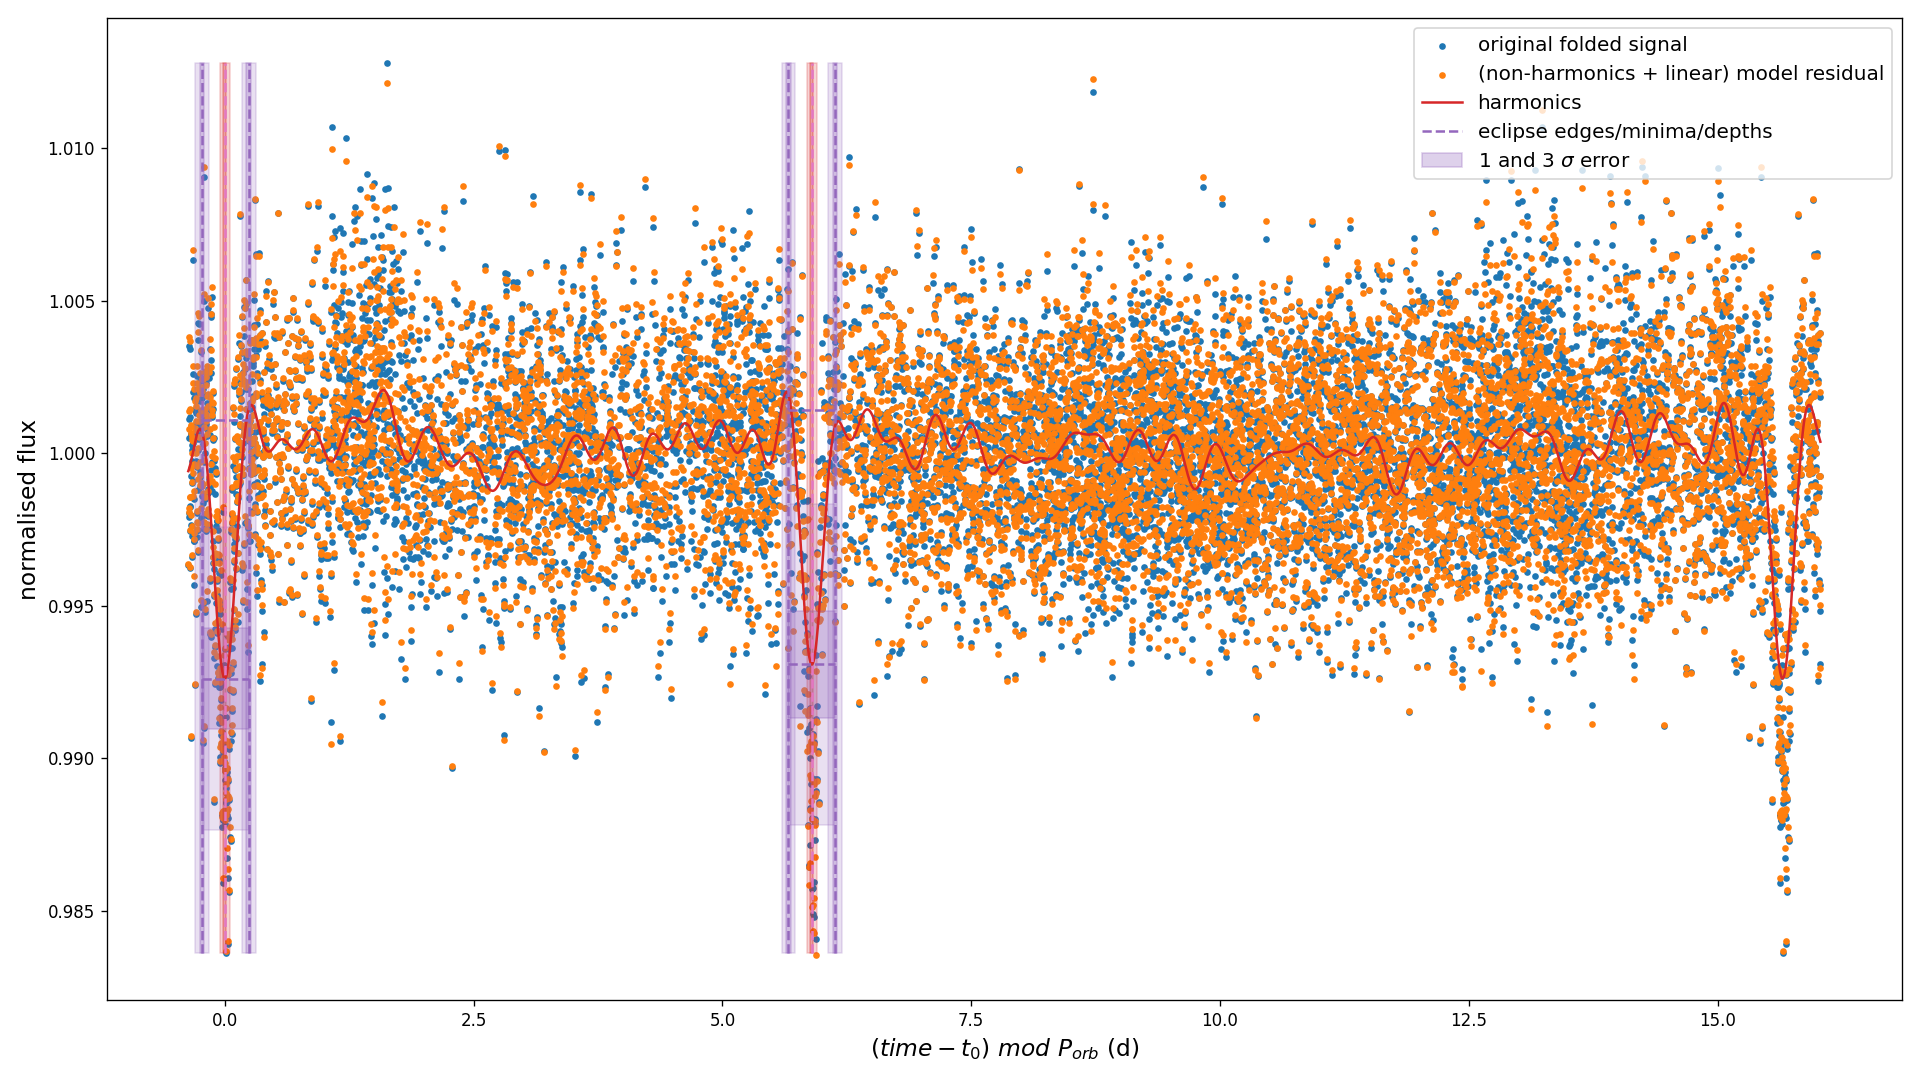 original folded signal
(non-harmonics + linear) model residual
harmonics
eclipse edges/minima/depths
1 and 3 σ error
normalised flux
1.010
1.005
1.000
0.995
0.990
0.985
0.0 2.5 5.0 7.5 10.0 12.5 15.0
(time − t₀) mod Pₒᵣb (d)